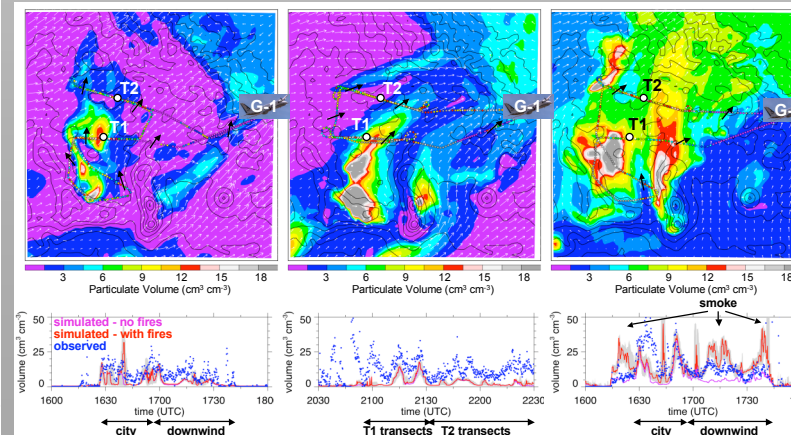 T2
T1
G-1
3 6 9 12 15 18
Particulate Volume (cm³ cm⁻³)
T2
T1
G-1
3 6 9 12 15 18
Particulate Volume (cm³ cm⁻³)
T2
T1
G-
3 6 9 12 15 18
Particulate Volume (cm³ cm⁻³)
volume (cm³ cm⁻³)
50
25
0
simulated - no fires
simulated - with fires
observed
1600 1630 1700 1730 180
time (UTC)
city downwind
volume (cm³ cm⁻³)
50
25
0
2030 2100 2130 2200 2230
time (UTC)
T1 transects T2 transects
smoke
volume (cm³ cm⁻³)
50
25
0
1600 1630 1700 1730
time (UTC)
city downwind